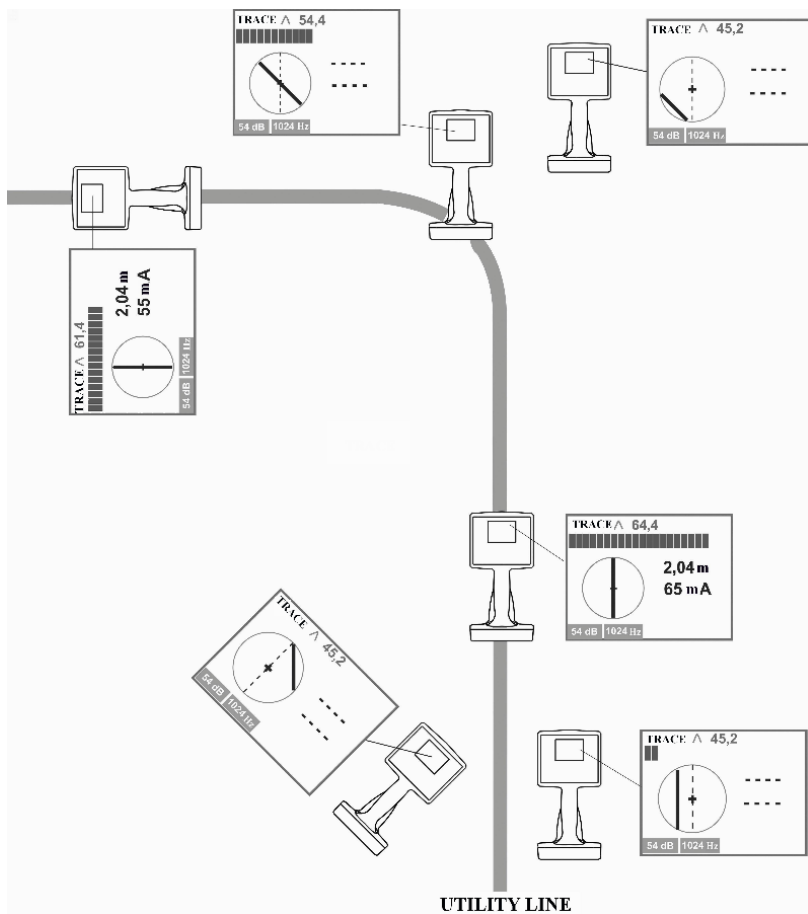 TRACE Λ 54,4
- - - -
- - - -
54 dB 1024 Hz
TRACE Λ 45,2
- - - -
- - - -
54 dB 1024 Hz
TRACE Λ 61,4
2,04 m
55 mA
54 dB 1024 Hz
TRACE Λ 64,4
2,04 m
65 mA
54 dB 1024 Hz
TRACE Λ 45,2
- - - -
- - - -
54 dB 1024 Hz
TRACE Λ 45,2
- - - -
- - - -
54 dB 1024 Hz
UTILITY LINE